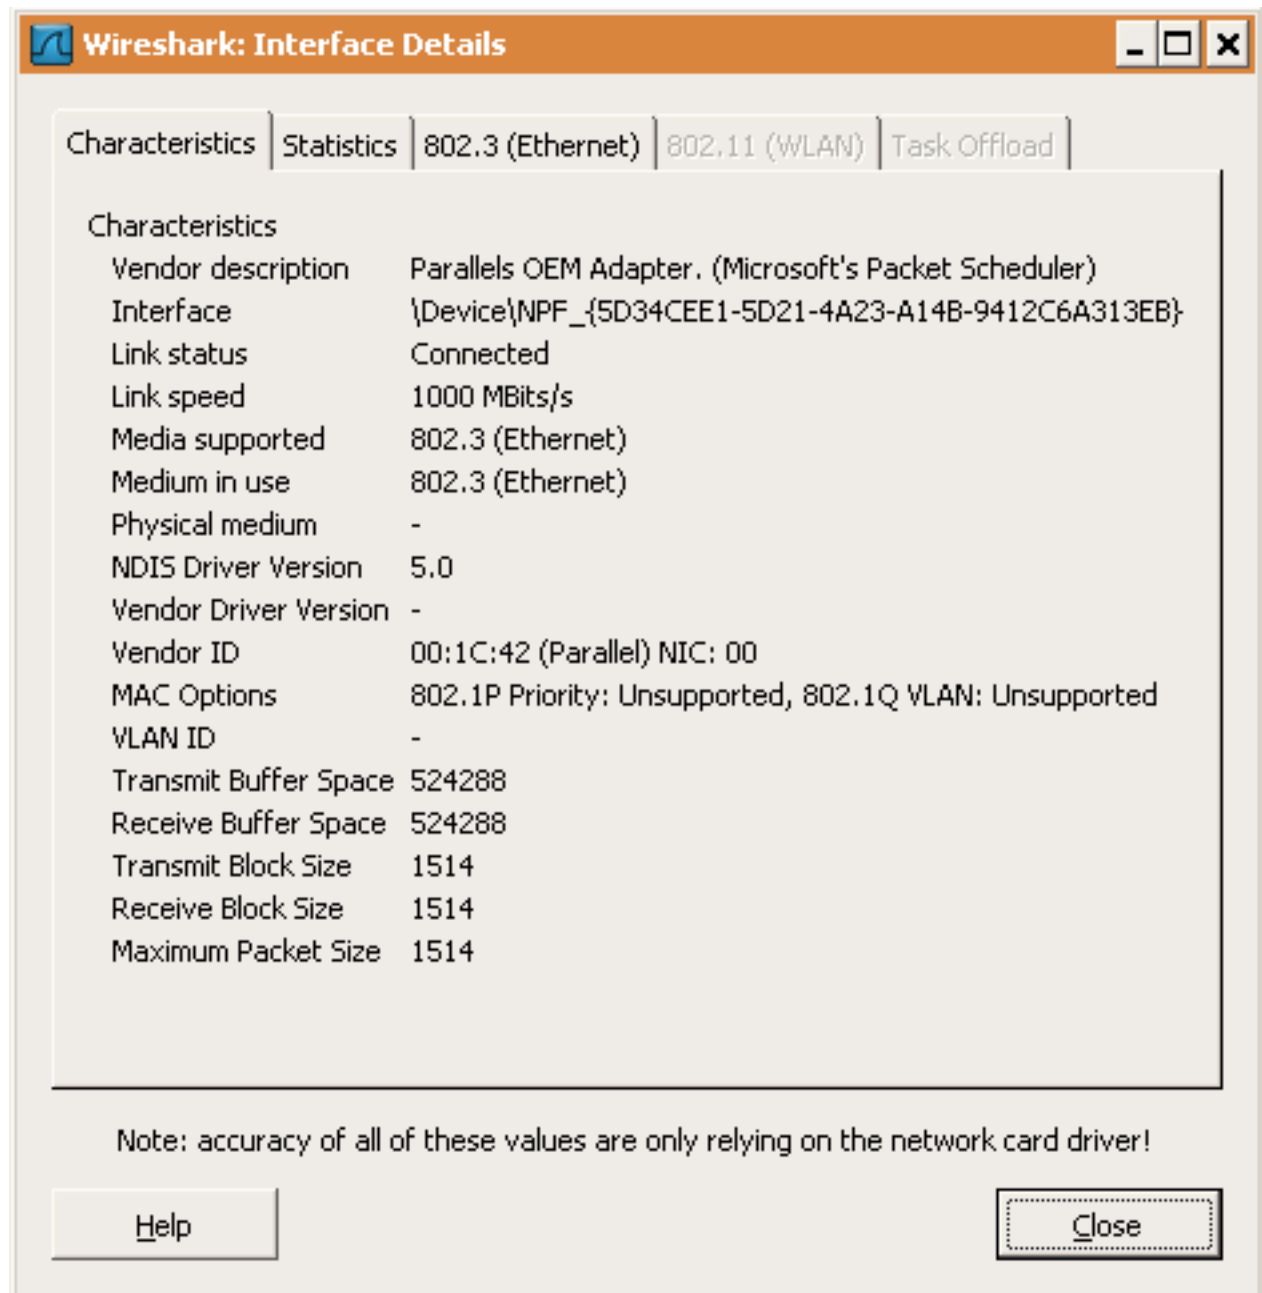 Wireshark: Interface Details
Characteristics Statistics 802.3 (Ethernet) 802.11 (WLAN) Task Offload
Characteristics
Vendor description Parallels OEM Adapter. (Microsoft's Packet Scheduler)
Interface \Device\NPF_{5D34CEE1-5D21-4A23-A14B-9412C6A313EB}
Link status Connected
Link speed 1000 MBits/s
Media supported 802.3 (Ethernet)
Medium in use 802.3 (Ethernet)
Physical medium -
NDIS Driver Version 5.0
Vendor Driver Version -
Vendor ID 00:1C:42 (Parallel) NIC: 00
MAC Options 802.1P Priority: Unsupported, 802.1Q VLAN: Unsupported
VLAN ID -
Transmit Buffer Space 524288
Receive Buffer Space 524288
Transmit Block Size 1514
Receive Block Size 1514
Maximum Packet Size 1514
Note: accuracy of all of these values are only relying on the network card driver!
Help Close